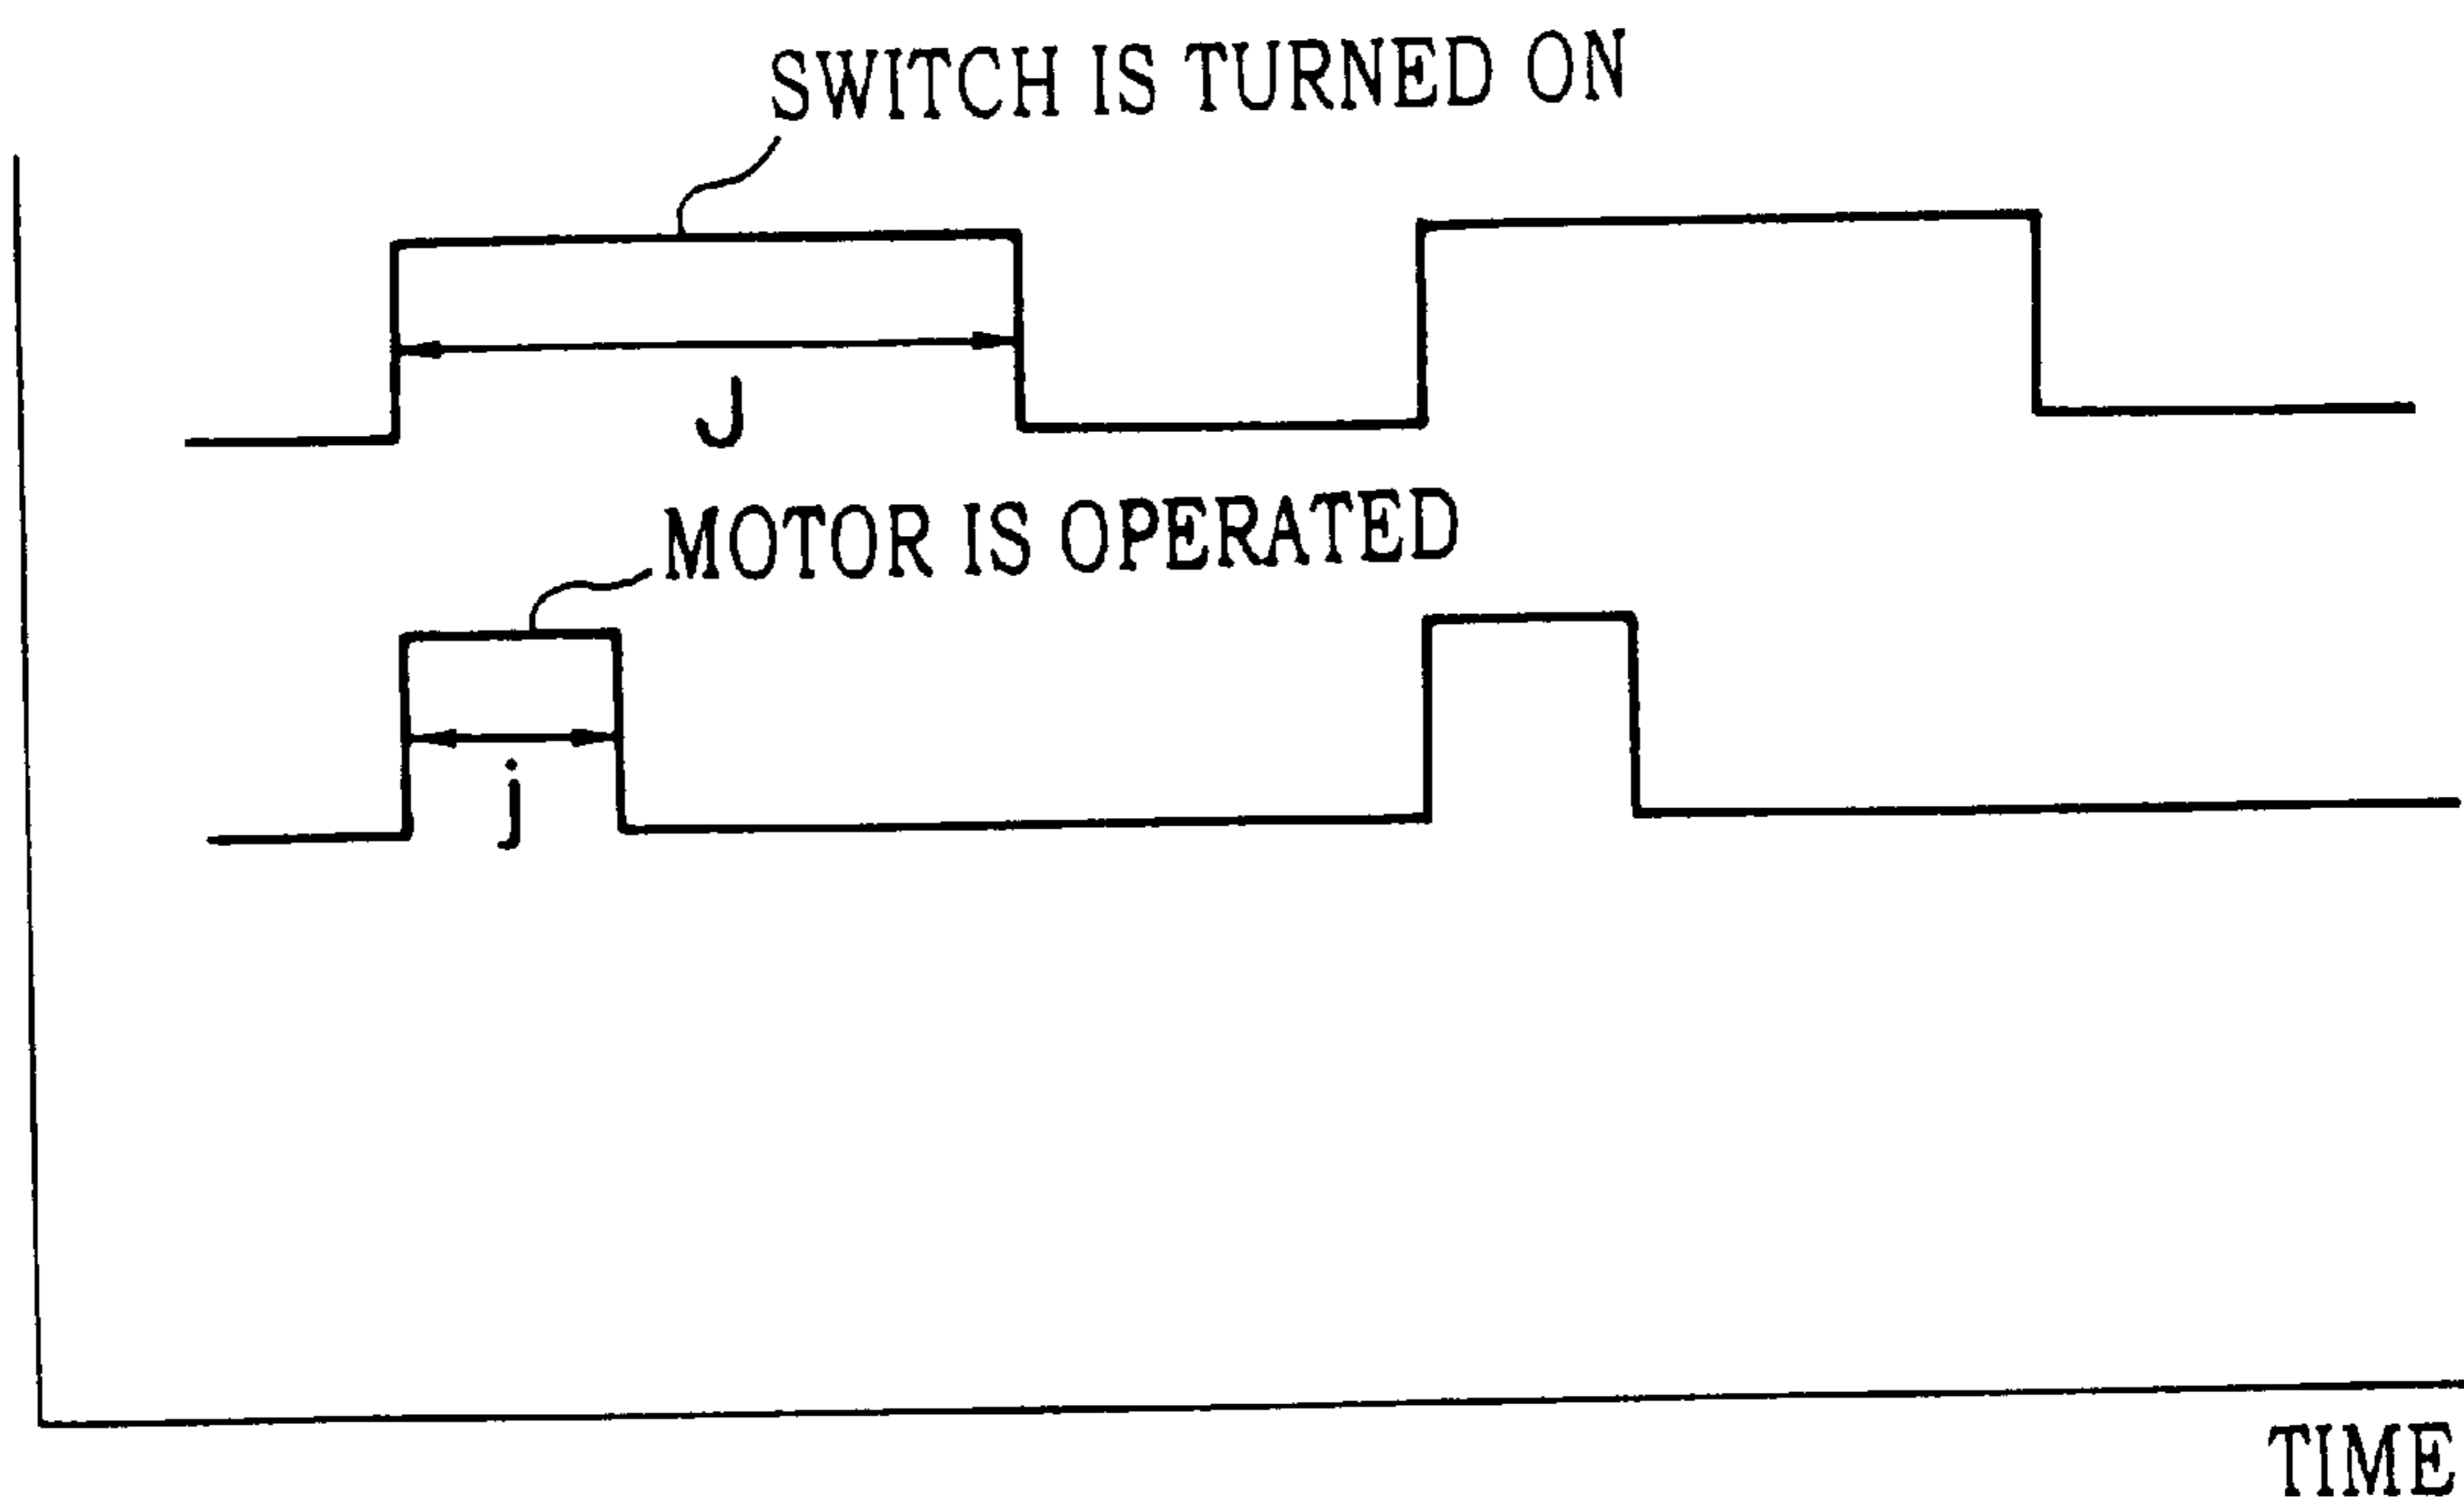 SWITCH IS TURNED ON
J
MOTOR IS OPERATED
j
TIME